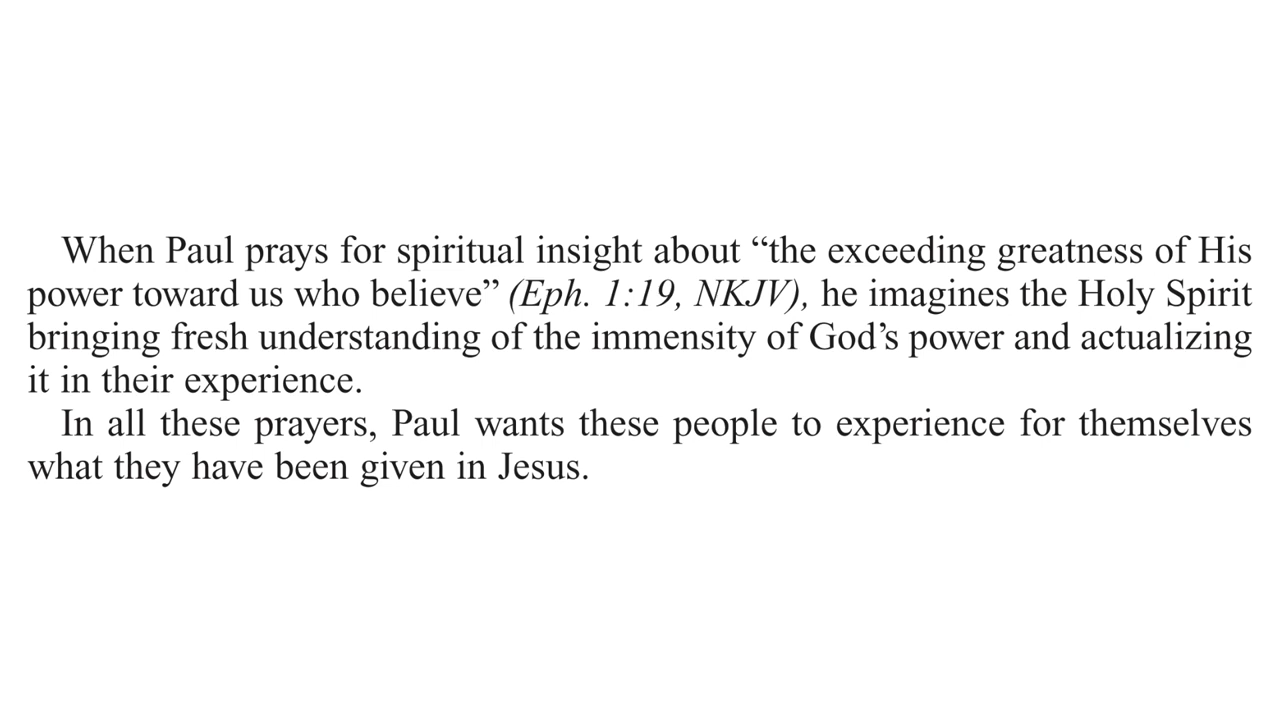 When Paul prays for spiritual insight about “the exceeding greatness of His
power toward us who believe” (Eph. 1:19, NKJV), he imagines the Holy Spirit
bringing fresh understanding of the immensity of God’s power and actualizing
it in their experience.
In all these prayers, Paul wants these people to experience for themselves
what they have been given in Jesus.